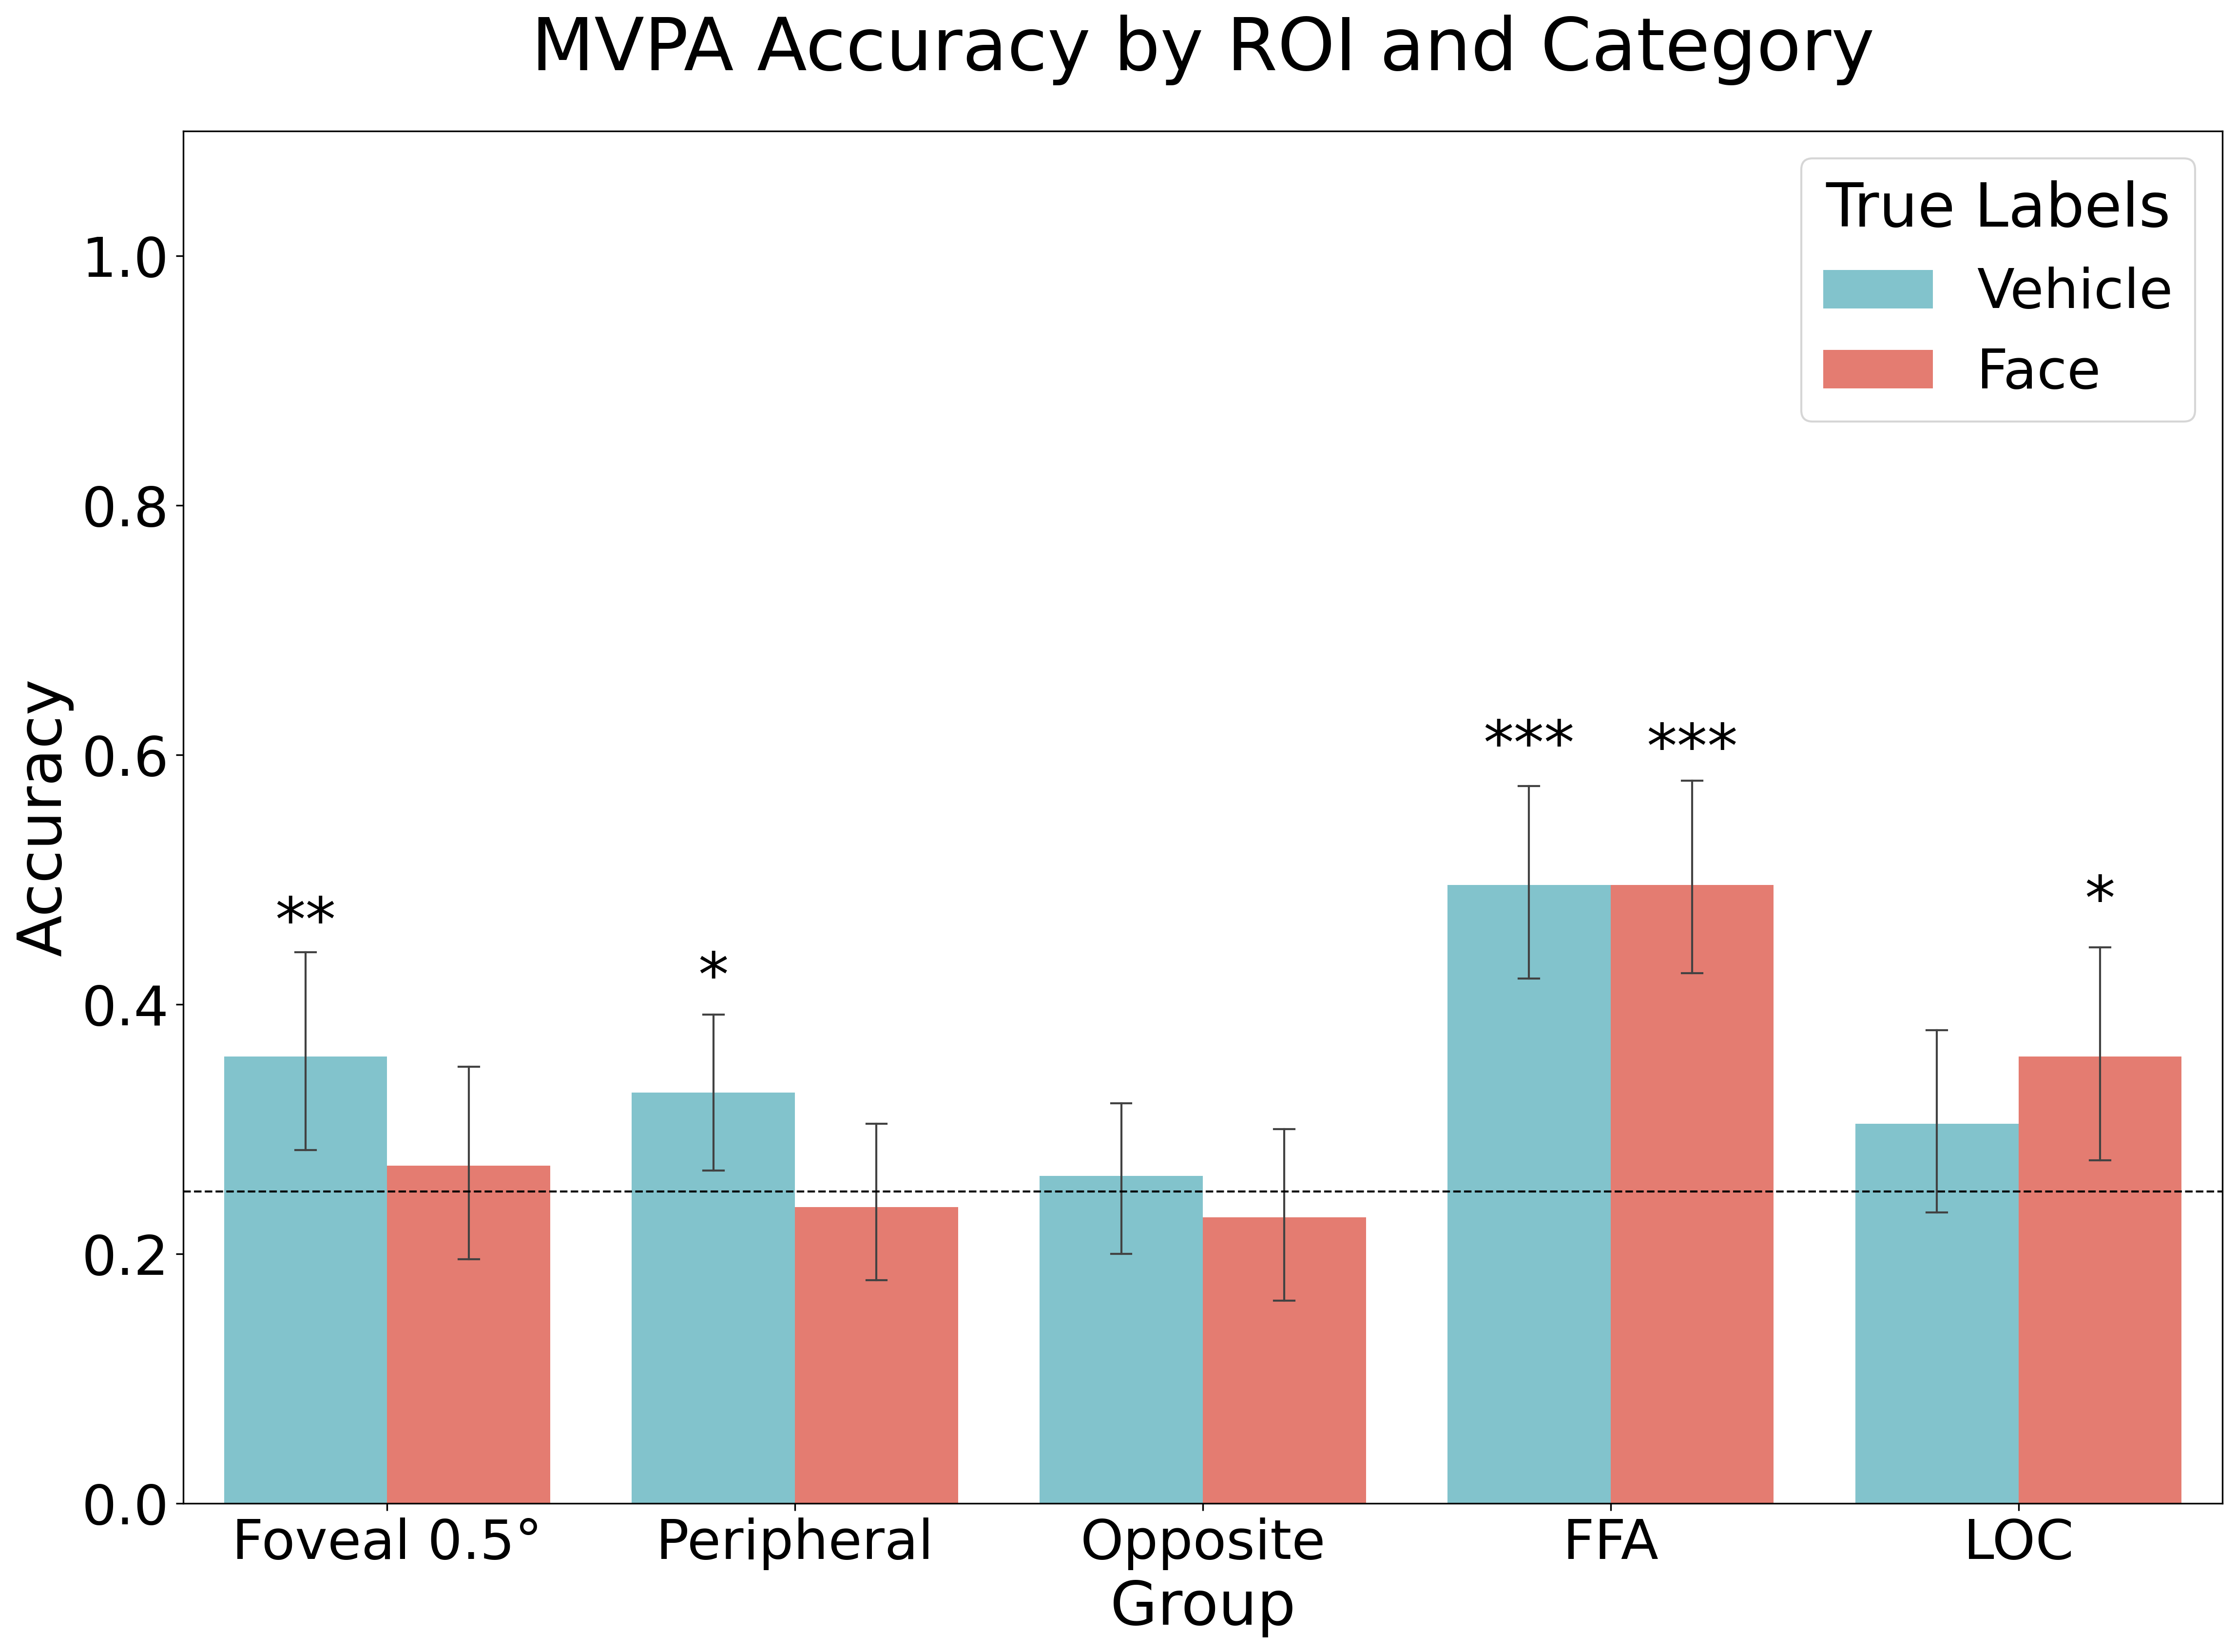 MVPA Accuracy by ROI and Category
True Labels
Vehicle
Face
Accuracy
1.0
0.8
0.6
0.4
0.2
0.0
**
*
***
***
*
Foveal 0.5°
Peripheral
Opposite
FFA
LOC
Group